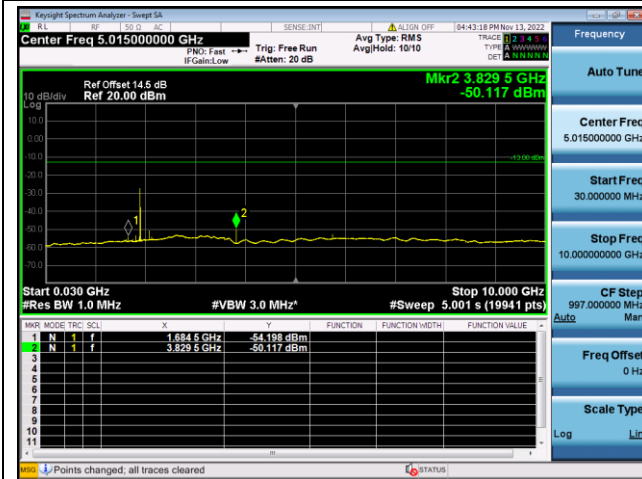 Keysight Spectrum Analyzer - Swept SA
RL RF 50 Ω AC SENSE:INT ALIGN OFF 04:43:18 PM Nov 13, 2022
Center Freq 5.015000000 GHz
PNO: Fast
IFGain:Low
Trig: Free Run
#Atten: 20 dB
Avg Type: RMS
Avg|Hold: 10/10
TRACE 1 2 3 4 5 6
TYPE A WWWWW
DET A N N N N N
Mkr2 3.829 5 GHz
-50.117 dBm
Ref Offset 14.5 dB
10 dB/div Ref 20.00 dBm
Log
10.0
0.00
-10.0
-13.00 dBm
-20.0
-30.0
-40.0
-50.0
-60.0
-70.0
1
2
Start 0.030 GHz Stop 10.000 GHz
#Res BW 1.0 MHz #VBW 3.0 MHz* #Sweep 5.001 s (19941 pts)
MKR MODE TRC SCL X Y FUNCTION FUNCTION WIDTH FUNCTION VALUE
1 N 1 f 1.684 5 GHz -54.198 dBm
2 N 1 f 3.829 5 GHz -50.117 dBm
3
4
5
6
7
8
9
10
11
MSG Points changed; all traces cleared STATUS
Frequency
Auto Tune
Center Freq
5.015000000 GHz
Start Freq
30.000000 MHz
Stop Freq
10.000000000 GHz
CF Step
997.000000 MHz
Auto Man
Freq Offset
0 Hz
Scale Type
Log Lin